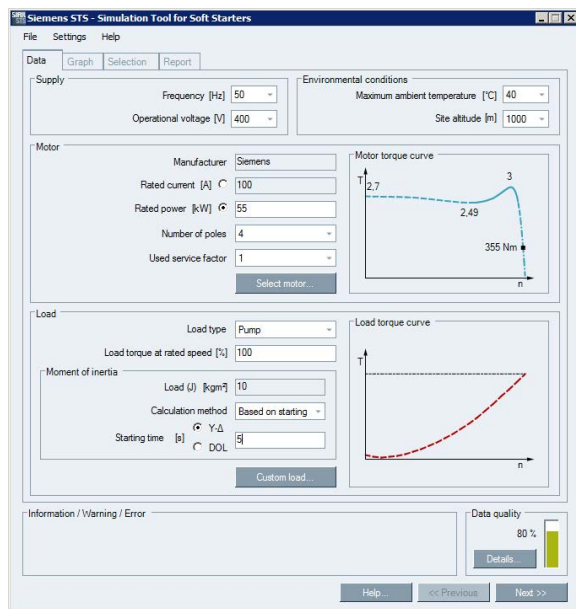 SIRIUS STS Siemens STS - Simulation Tool for Soft Starters
File Settings Help
Data Graph Selection Report
Supply
Frequency [Hz] 50
Operational voltage [V] 400
Environmental conditions
Maximum ambient temperature [°C] 40
Site altitude [m] 1000
Motor
Manufacturer Siemens
Rated current [A] 100
Rated power [kW] 55
Number of poles 4
Used service factor 1
Select motor...
Motor torque curve
T
2,7
3
2,49
355 Nm
n
Load
Load type Pump
Load torque at rated speed [%] 100
Moment of inertia
Load (J) [kgm²] 10
Calculation method Based on starting
Starting time [s] Y-Δ
DOL
5
Custom load...
Load torque curve
T
n
Information / Warning / Error
Data quality
80 %
Details...
Help... << Previous Next >>